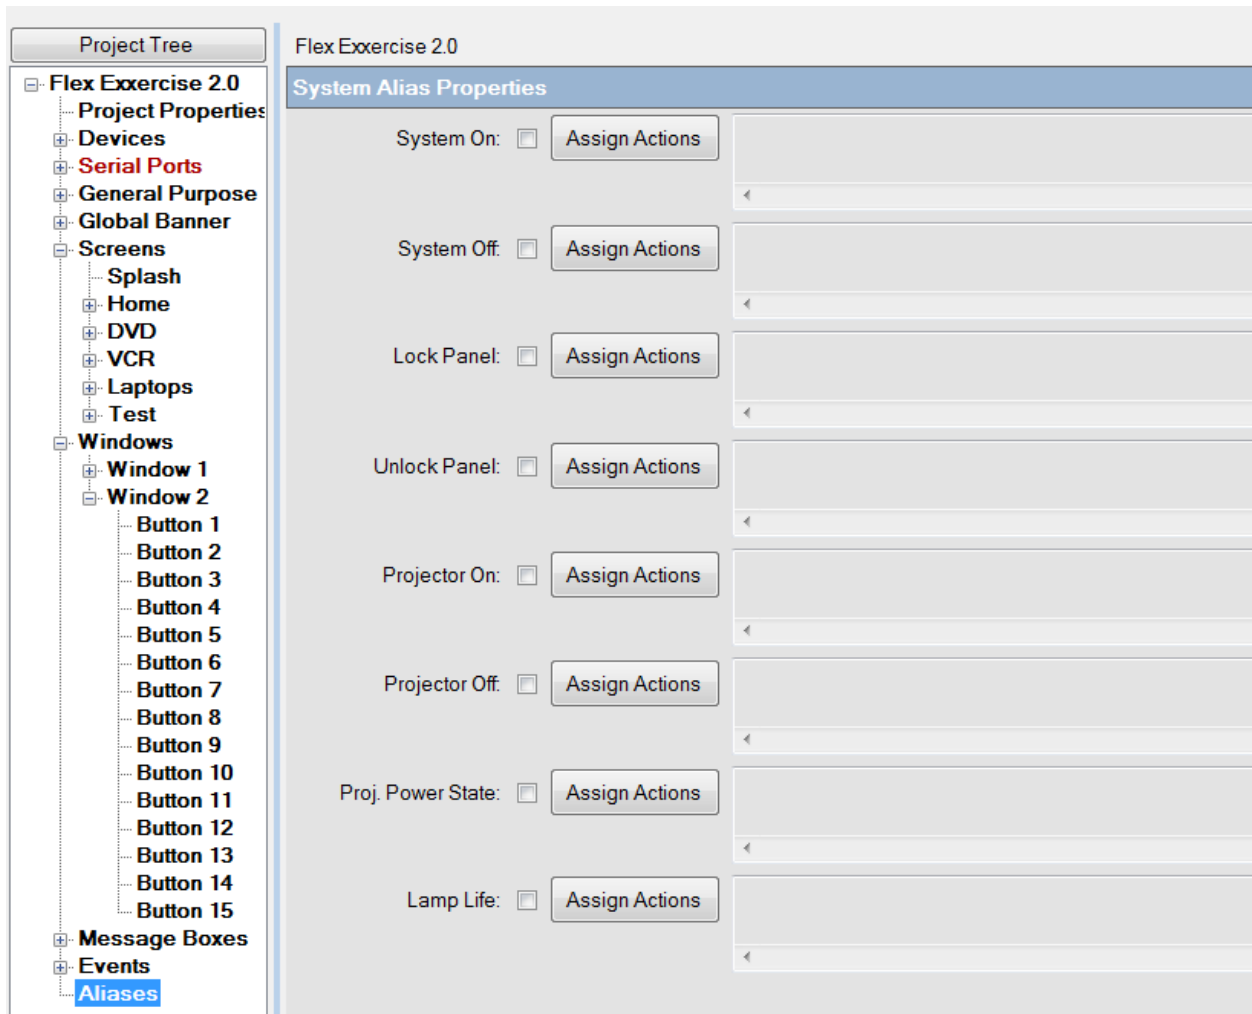 Project Tree
Flex Exxercise 2.0
Project Properties
Devices
Serial Ports
General Purpose
Global Banner
Screens
Splash
Home
DVD
VCR
Laptops
Test
Windows
Window 1
Window 2
Button 1
Button 2
Button 3
Button 4
Button 5
Button 6
Button 7
Button 8
Button 9
Button 10
Button 11
Button 12
Button 13
Button 14
Button 15
Message Boxes
Events
Aliases
Flex Exxercise 2.0
System Alias Properties
System On: Assign Actions
System Off: Assign Actions
Lock Panel: Assign Actions
Unlock Panel: Assign Actions
Projector On: Assign Actions
Projector Off: Assign Actions
Proj. Power State: Assign Actions
Lamp Life: Assign Actions